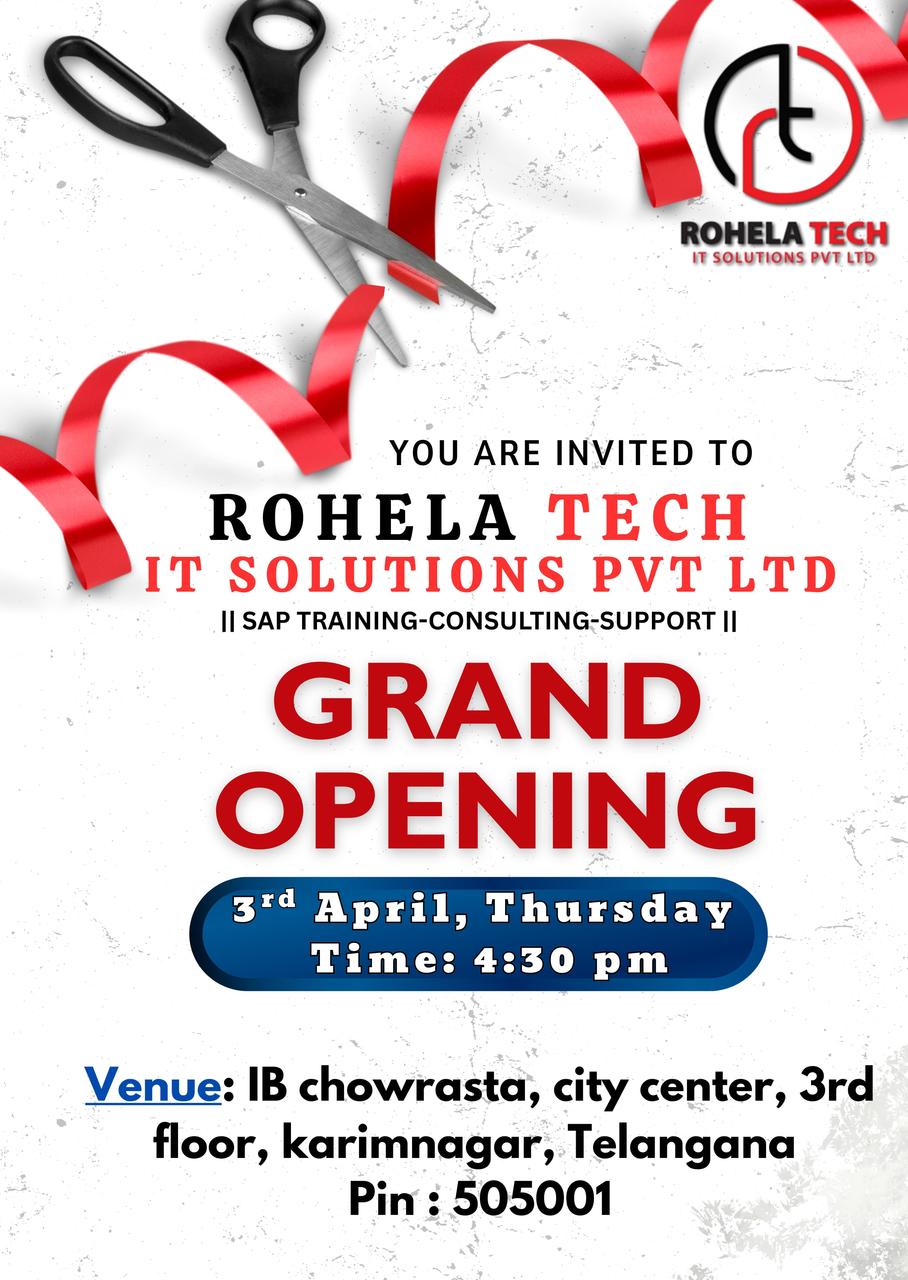 ROHELA TECH
IT SOLUTIONS PVT LTD
YOU ARE INVITED TO
ROHELA TECH
IT SOLUTIONS PVT LTD
|| SAP TRAINING-CONSULTING-SUPPORT ||
GRAND
OPENING
3rd April, Thursday
Time: 4:30 pm
Venue: IB chowrasta, city center, 3rd
floor, karimnagar, Telangana
Pin : 505001